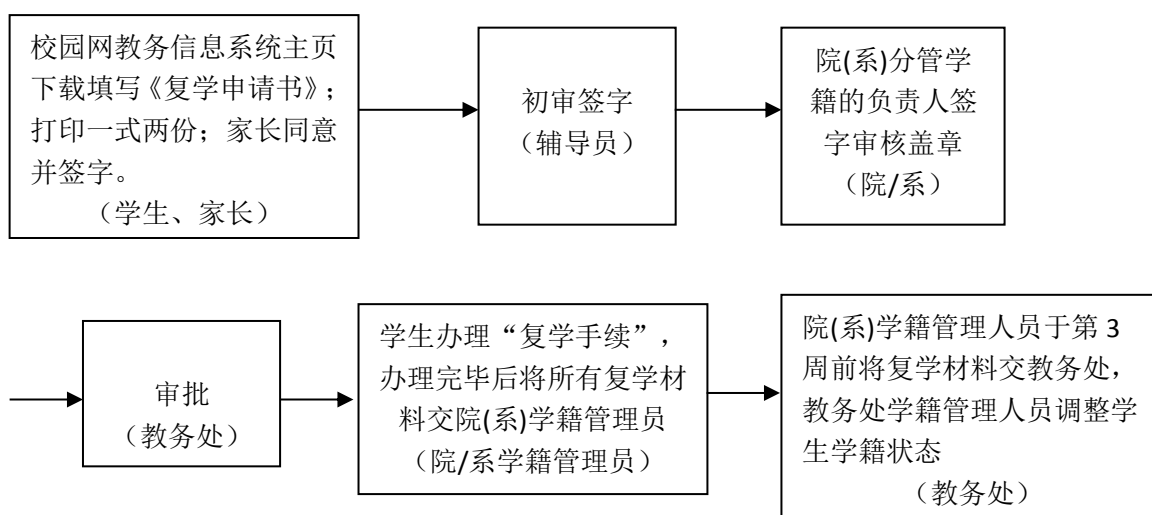 校园网教务信息系统主页
下载填写《复学申请书》；
打印一式两份；家长同意
并签字。
（学生、家长）
初审签字
（辅导员）
院(系)分管学
籍的负责人签
字审核盖章
（院/系）
审批
（教务处）
学生办理“复学手续”，
办理完毕后将所有复学材
料交院(系)学籍管理员
（院/系学籍管理员）
院(系)学籍管理人员于第 3
周前将复学材料交教务处，
教务处学籍管理人员调整学
生学籍状态
（教务处）